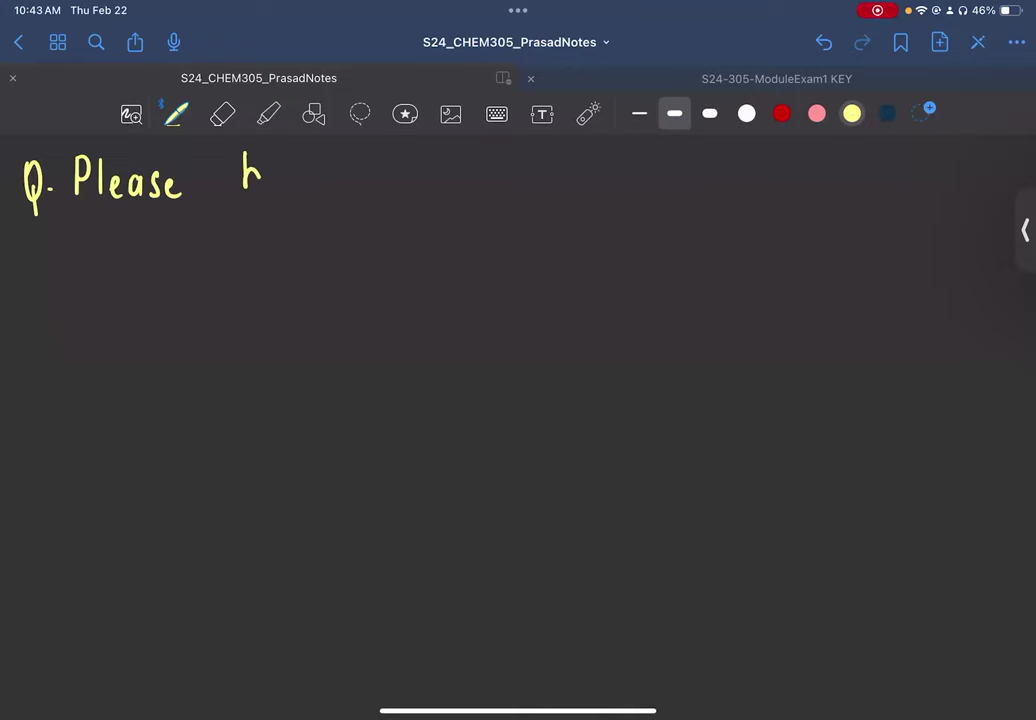 10:43 AM Thu Feb 22 46%
S24_CHEM305_PrasadNotes
S24_CHEM305_PrasadNotes S24-305-ModuleExam1 KEY
Q. Please h